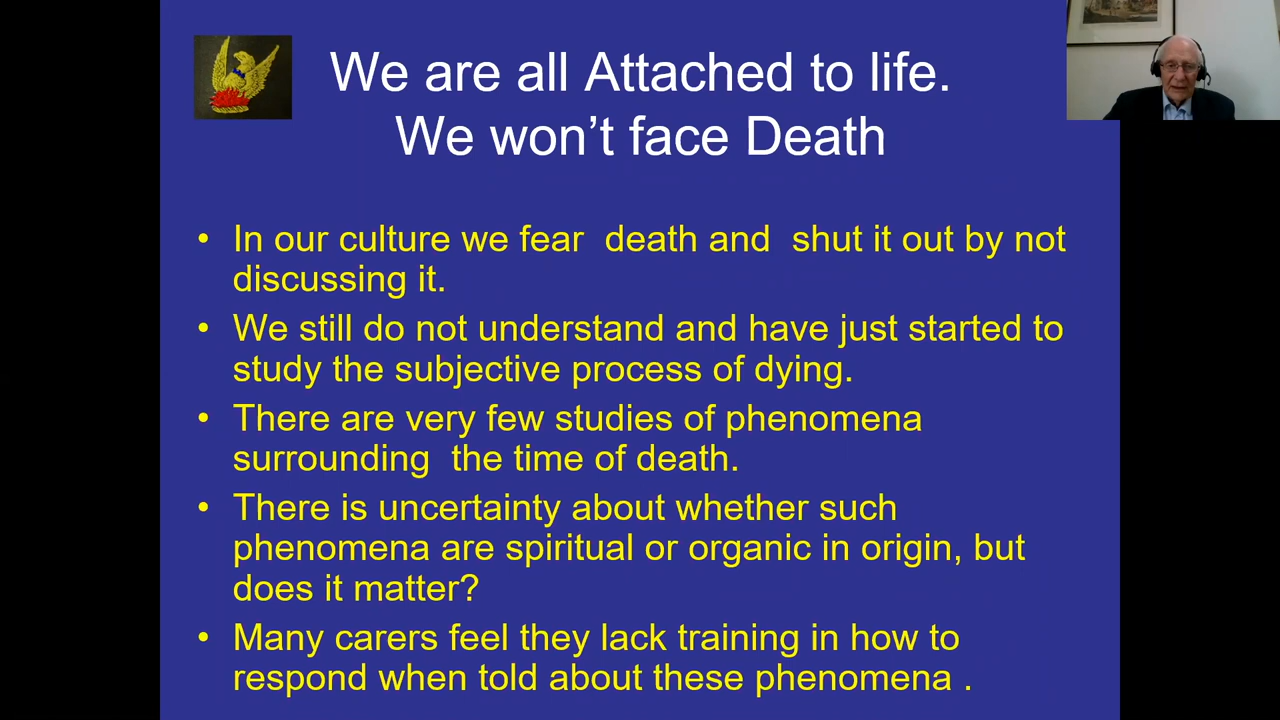 We are all Attached to life.
We won't face Death
• In our culture we fear  death and  shut it out by not
discussing it.
• We still do not understand and have just started to
study the subjective process of dying.
• There are very few studies of phenomena
surrounding  the time of death.
• There is uncertainty about whether such
phenomena are spiritual or organic in origin, but
does it matter?
• Many carers feel they lack training in how to
respond when told about these phenomena .